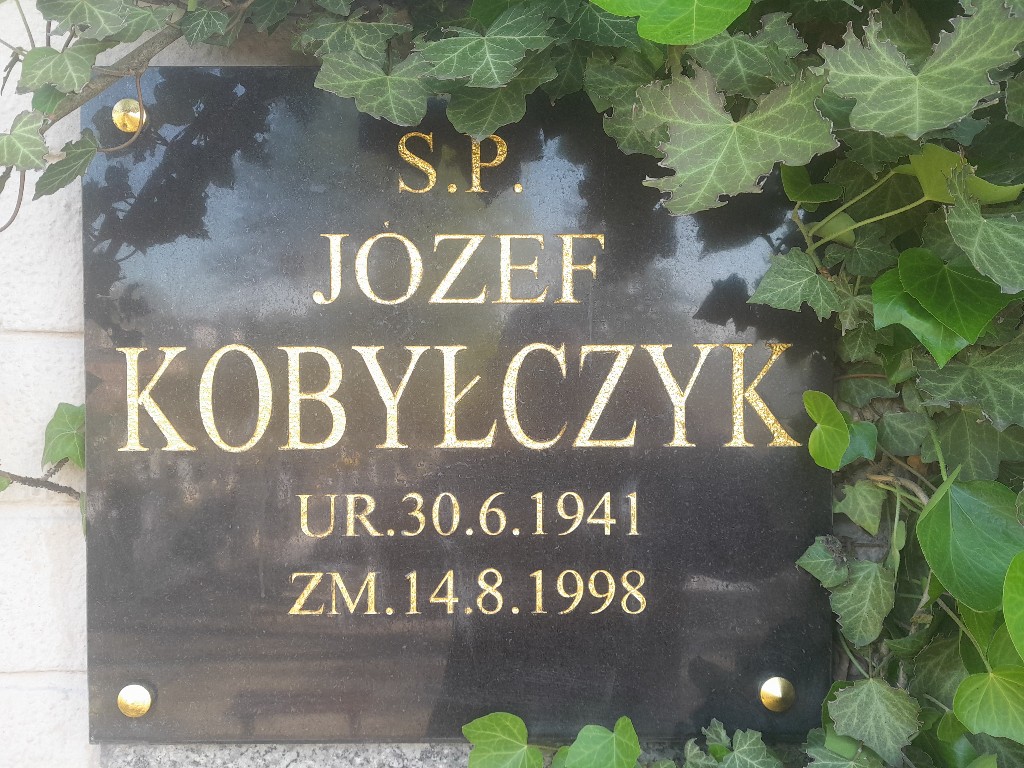 S.P.
JÓZEF
KOBYŁCZYK
UR.30.6.1941
ZM.14.8.1998